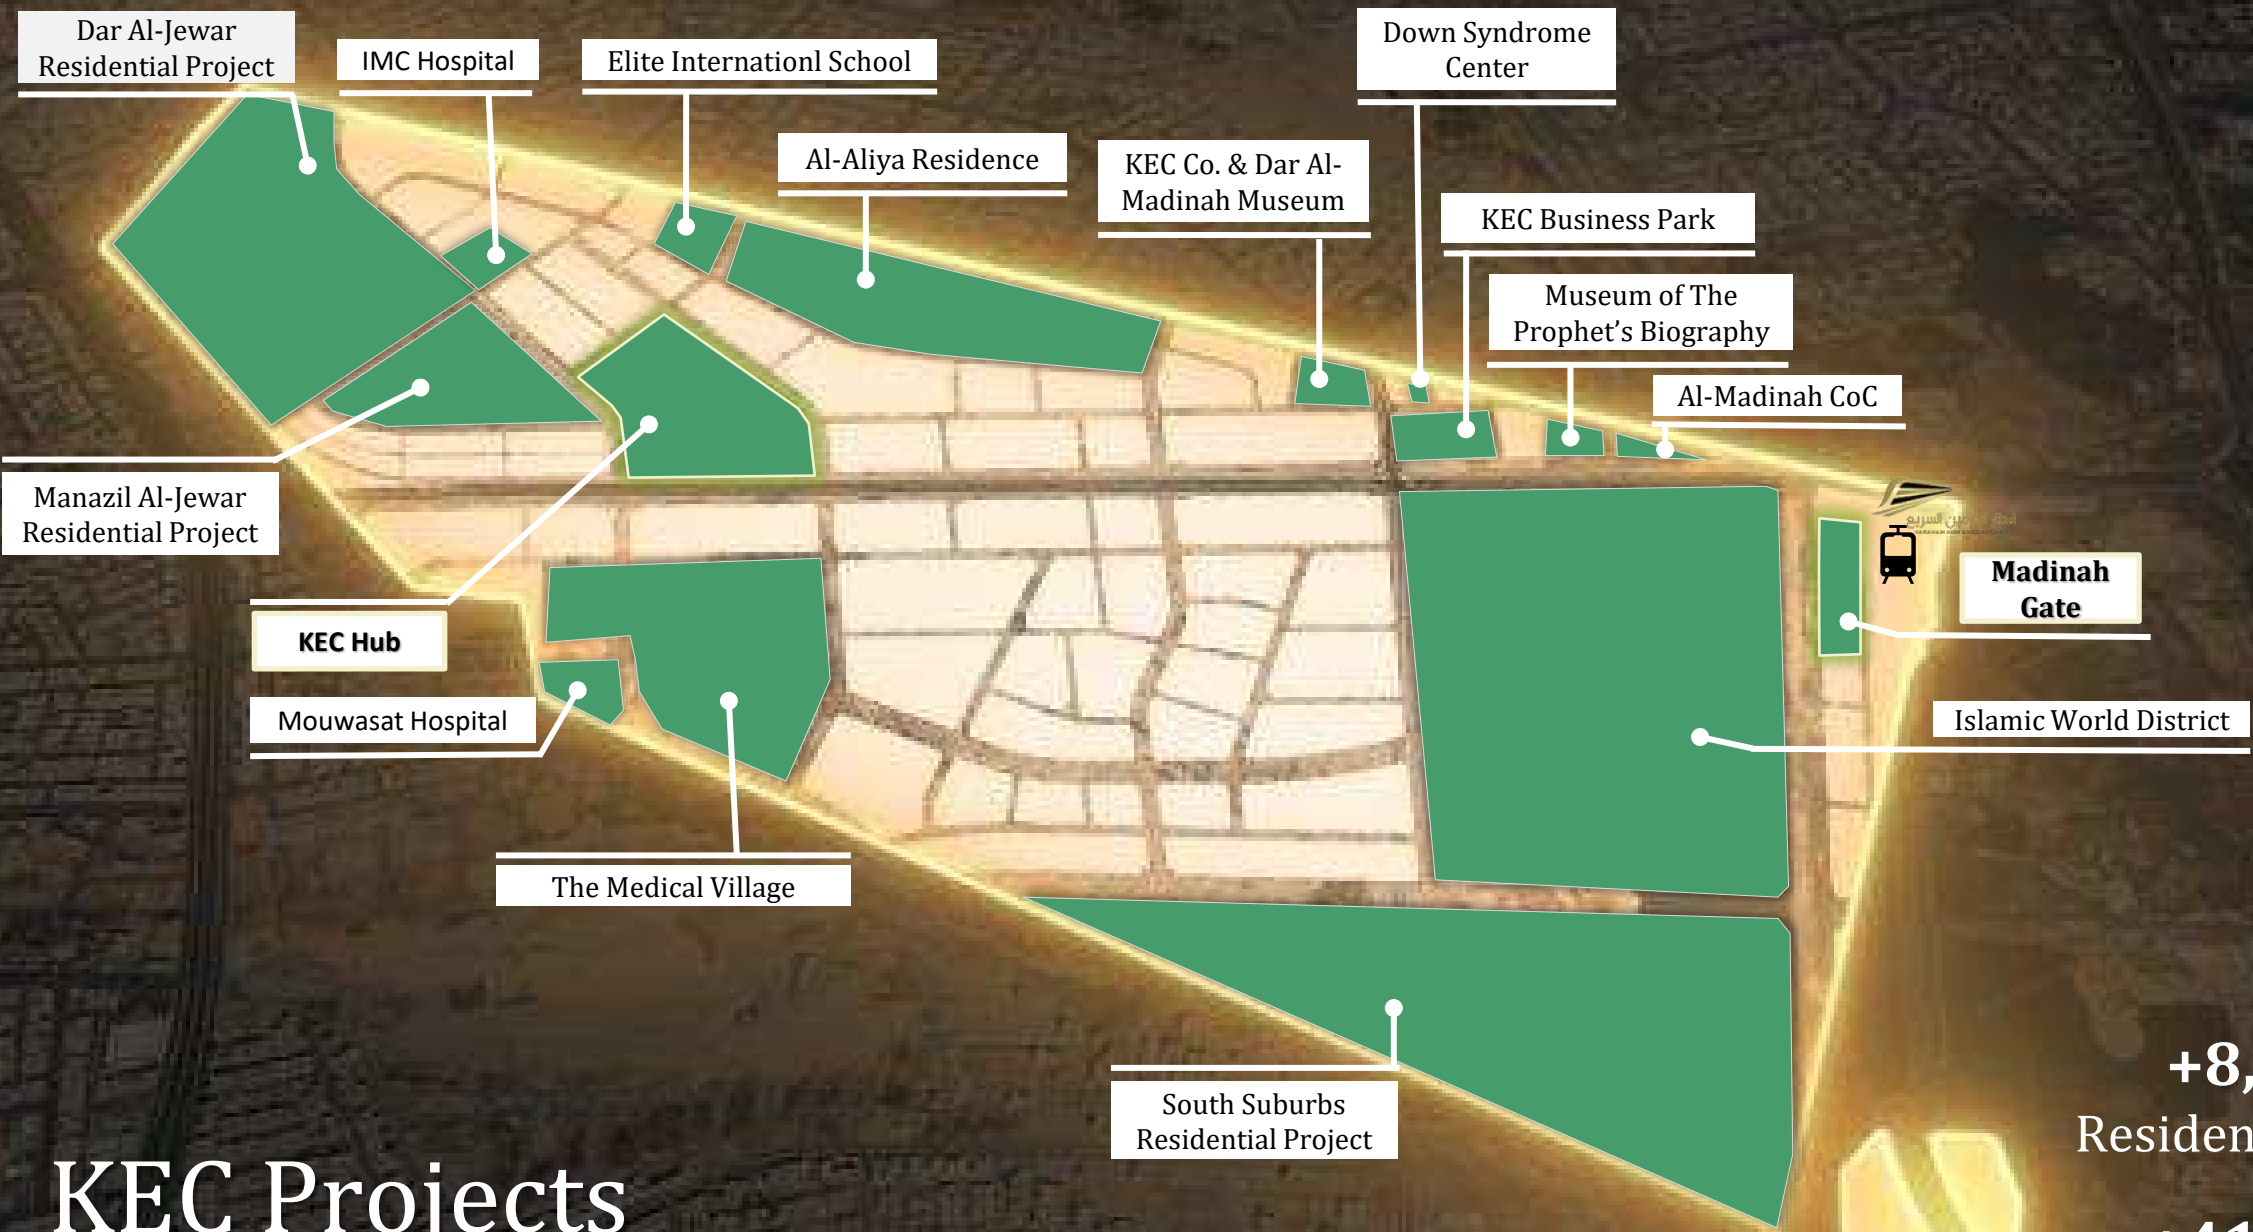 Dar Al-Jewar
Residential Project
IMC Hospital
Elite Internationl School
Down Syndrome
Center
Al-Aliya Residence
KEC Co. & Dar Al-
Madinah Museum
KEC Business Park
Museum of The
Prophet's Biography
Al-Madinah CoC
Manazil Al-Jewar
Residential Project
قطار الحرمين السريع
Madinah
Gate
KEC Hub
Mouwasat Hospital
Islamic World District
The Medical Village
South Suburbs
Residential Project
+8,
Residen
KEC Projects